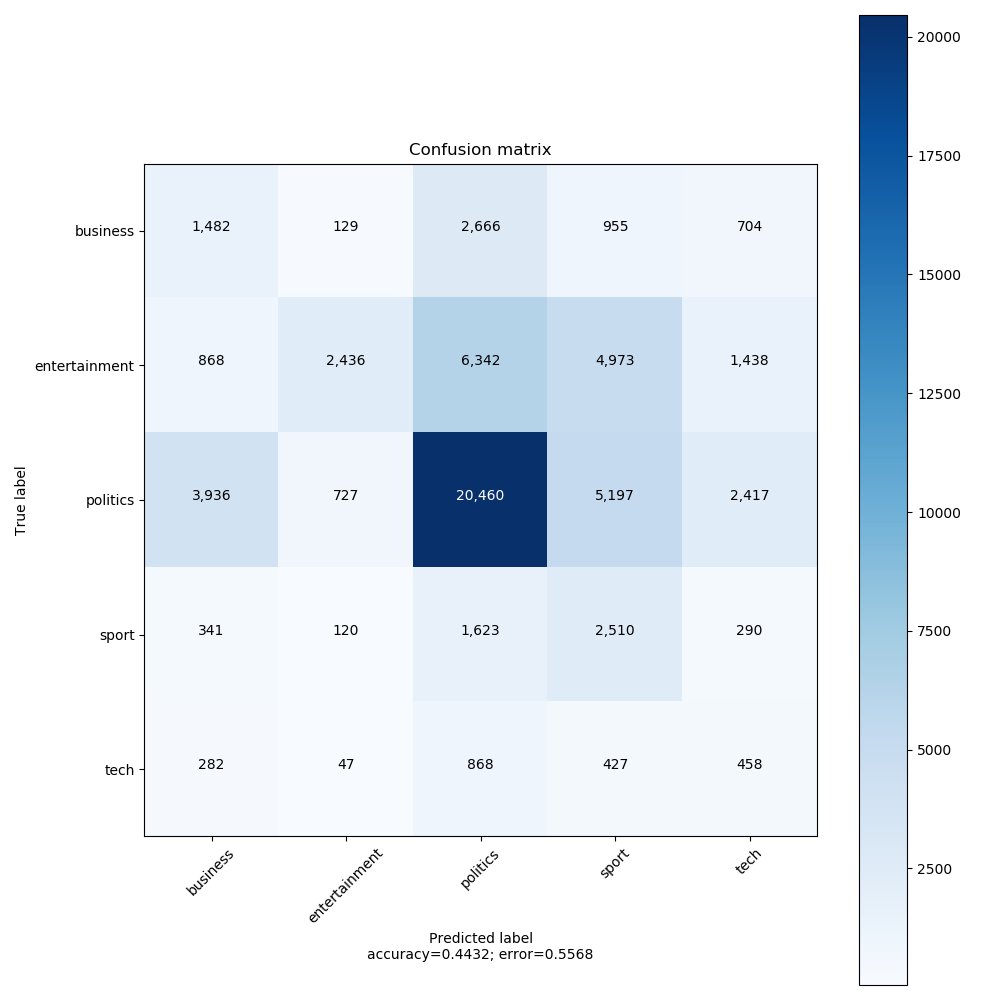 Confusion matrix
True label
business 1,482 129 2,666 955 704
entertainment 868 2,436 6,342 4,973 1,438
politics 3,936 727 20,460 5,197 2,417
sport 341 120 1,623 2,510 290
tech 282 47 868 427 458
business entertainment politics sport tech
Predicted label
accuracy=0.4432; error=0.5568
20000
17500
15000
12500
10000
7500
5000
2500